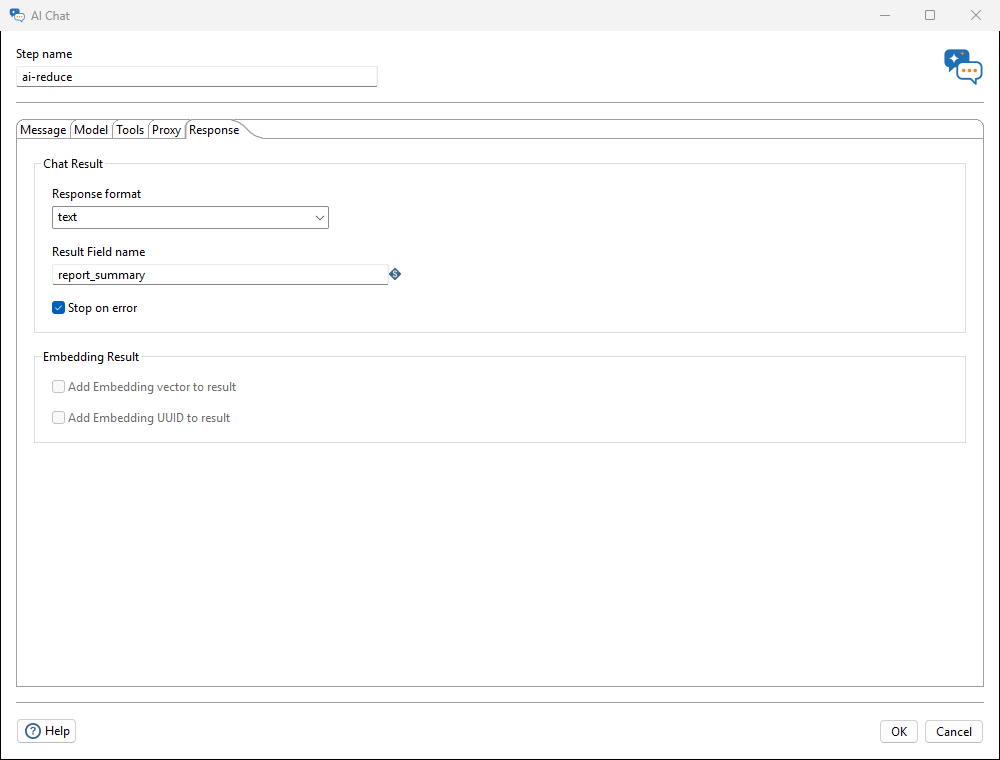 AI Chat
Step name
ai-reduce
Message Model Tools Proxy Response
Chat Result
Response format
text
Result Field name
report_summary
Stop on error
Embedding Result
Add Embedding vector to result
Add Embedding UUID to result
Help OK Cancel